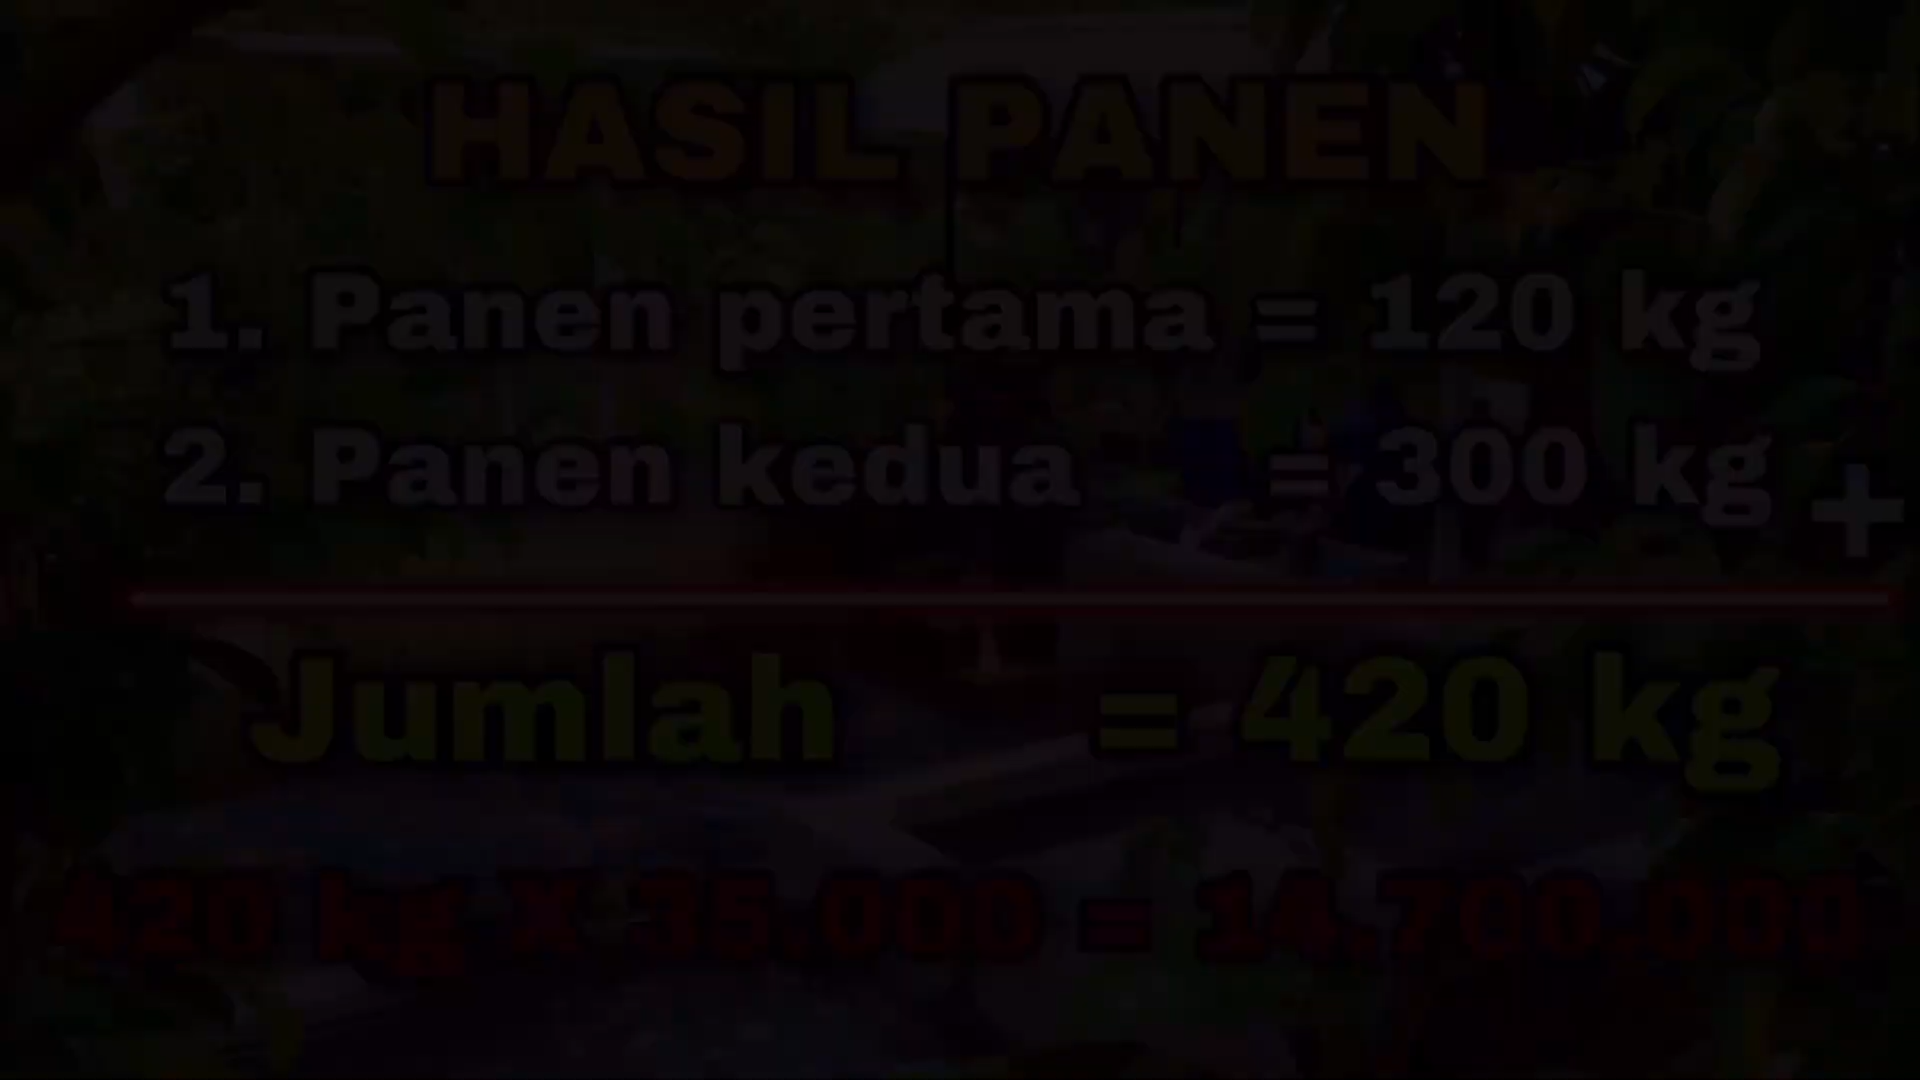 HASIL PANEN
1. Panen pertama = 120 kg
2. Panen kedua = 300 kg +
Jumlah = 420 kg
420 kg X 35.000 = 14.700.000